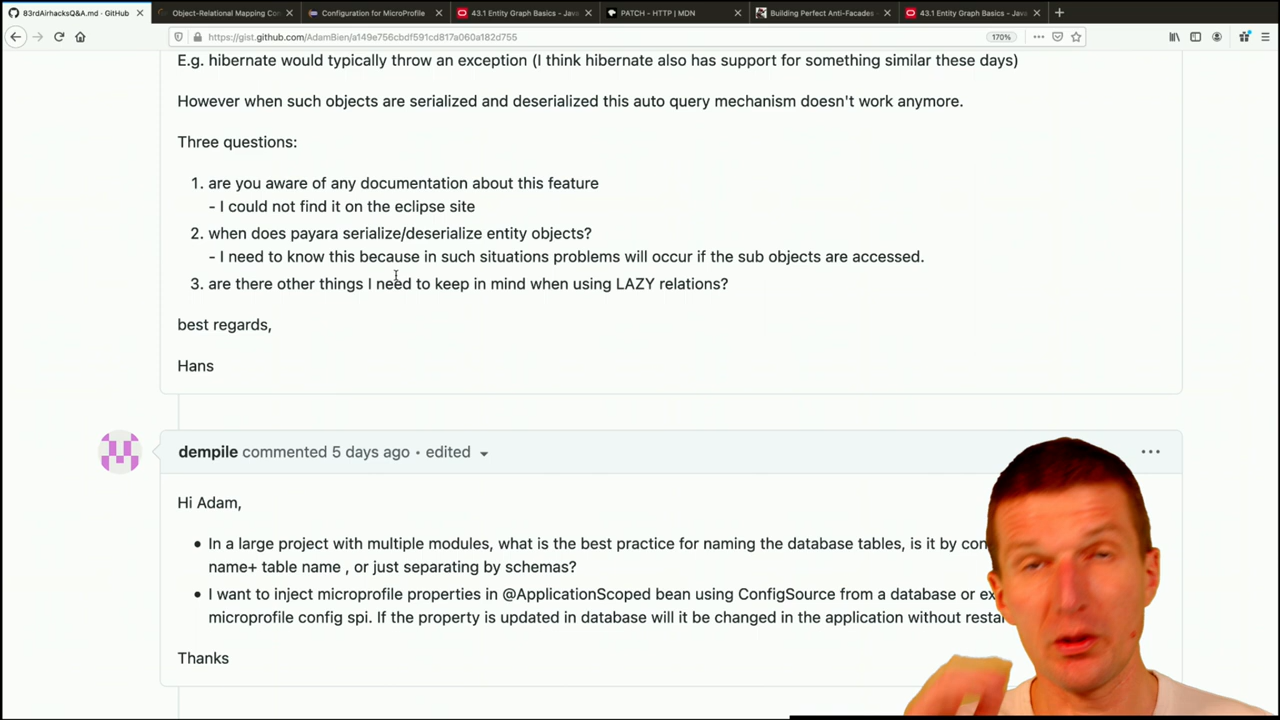 83rdAirhacksQ&A.md · GitHub
Object-Relational Mapping Con
Configuration for MicroProfile
43.1 Entity Graph Basics - Java
PATCH - HTTP | MDN
Building Perfect Anti-Facades -
43.1 Entity Graph Basics - Java
https://gist.github.com/AdamBien/a149e756cbdf591cd817a060a182d755
170%
E.g. hibernate would typically throw an exception (I think hibernate also has support for something similar these days)
However when such objects are serialized and deserialized this auto query mechanism doesn't work anymore.
Three questions:
1. are you aware of any documentation about this feature
- I could not find it on the eclipse site
2. when does payara serialize/deserialize entity objects?
- I need to know this because in such situations problems will occur if the sub objects are accessed.
3. are there other things I need to keep in mind when using LAZY relations?
best regards,
Hans
dempile commented 5 days ago • edited
Hi Adam,
• In a large project with multiple modules, what is the best practice for naming the database tables, is it by con
name+ table name , or just separating by schemas?
• I want to inject microprofile properties in @ApplicationScoped bean using ConfigSource from a database or ex
microprofile config spi. If the property is updated in database will it be changed in the application without restar
Thanks